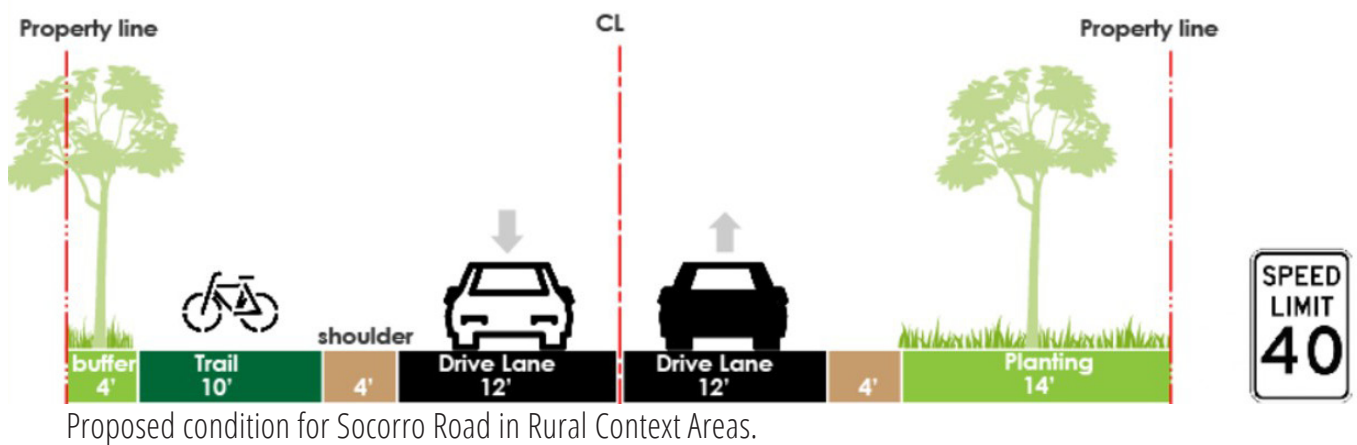 Property line
CL
Property line
SPEED
LIMIT
40
shoulder
buffer
4'
Trail
10'
4'
Drive Lane
12'
Drive Lane
12'
4'
Planting
14'
Proposed condition for Socorro Road in Rural Context Areas.